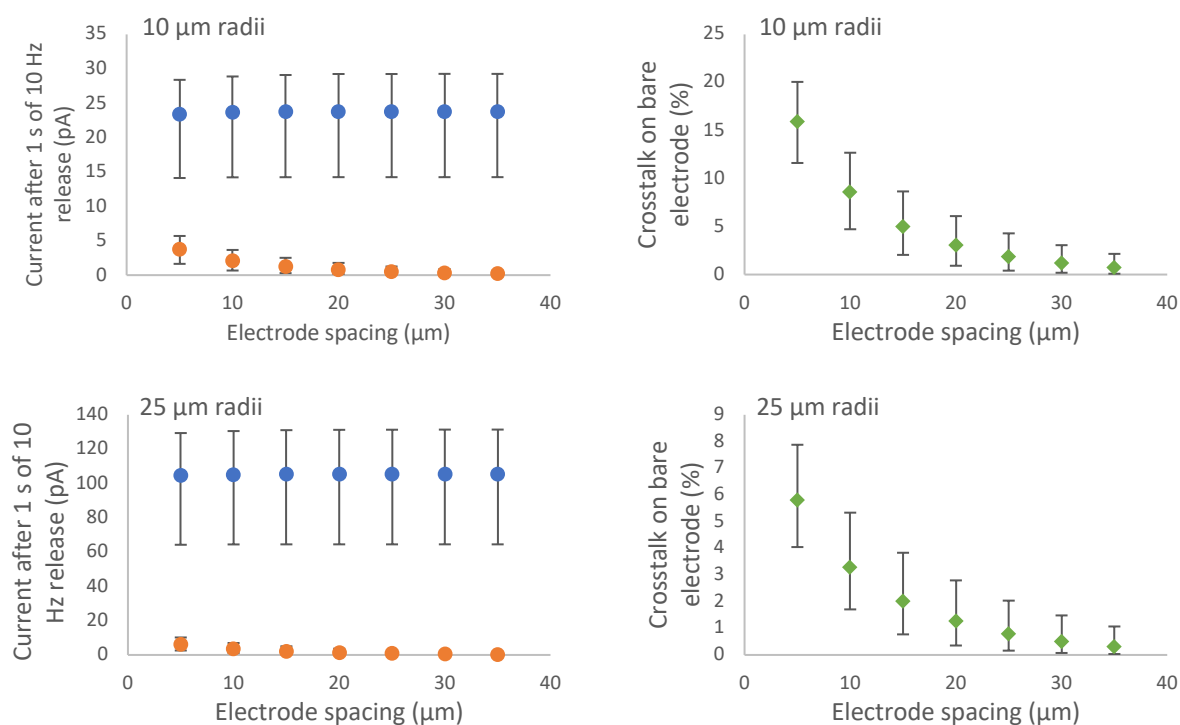 10 µm radii
Current after 1 s of 10 Hz
release (pA)
35
30
25
20
15
10
5
0
0 10 20 30 40
Electrode spacing (µm)
10 µm radii
Crosstalk on bare
electrode (%)
25
20
15
10
5
0
0 10 20 30 40
Electrode spacing (µm)
25 µm radii
Current after 1 s of 10
Hz release (pA)
140
120
100
80
60
40
20
0
0 10 20 30 40
Electrode spacing (µm)
25 µm radii
Crosstalk on bare
electrode (%)
9
8
7
6
5
4
3
2
1
0
0 10 20 30 40
Electrode spacing (µm)